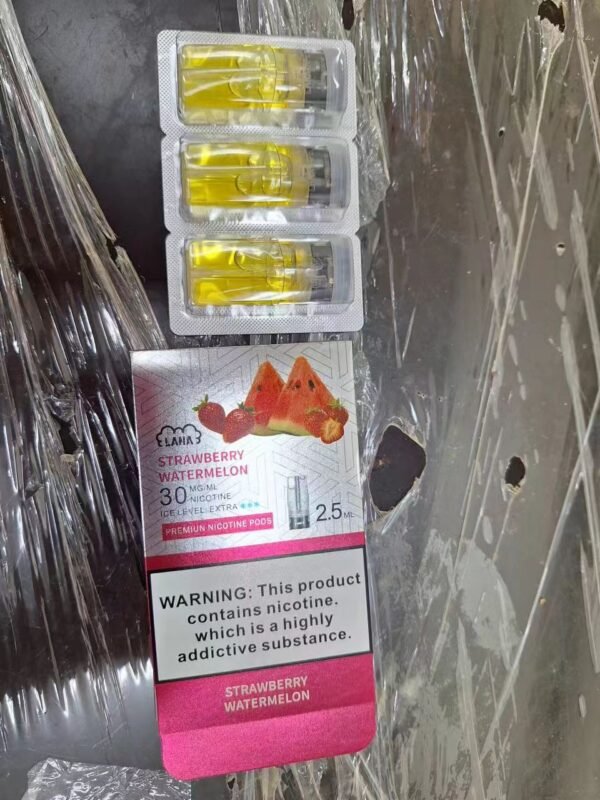 LANA
STRAWBERRY
WATERMELON
30 MG/ML
NICOTINE
ICE LEVEL: EXTRA
PREMIUN NICOTINE PODS
2.5 ML
WARNING: This product
contains nicotine.
which is a highly
addictive substance.
STRAWBERRY
WATERMELON